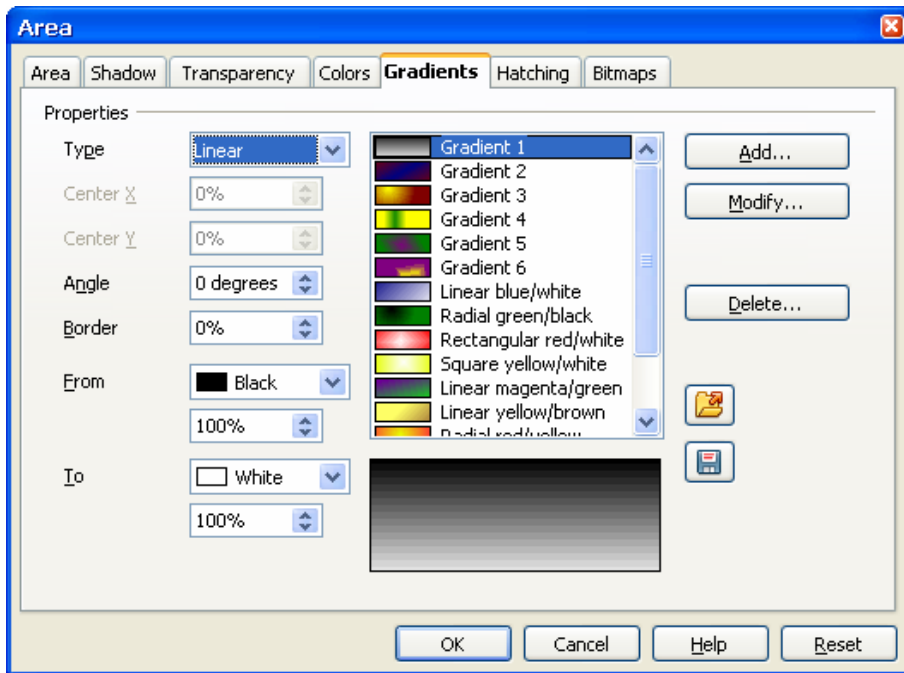 Area
Area Shadow Transparency Colors Gradients Hatching Bitmaps
Properties
Type Linear
Center X 0%
Center Y 0%
Angle 0 degrees
Border 0%
From Black
100%
To White
100%
Gradient 1
Gradient 2
Gradient 3
Gradient 4
Gradient 5
Gradient 6
Linear blue/white
Radial green/black
Rectangular red/white
Square yellow/white
Linear magenta/green
Linear yellow/brown
Radial red/yellow
Add...
Modify...
Delete...
OK Cancel Help Reset